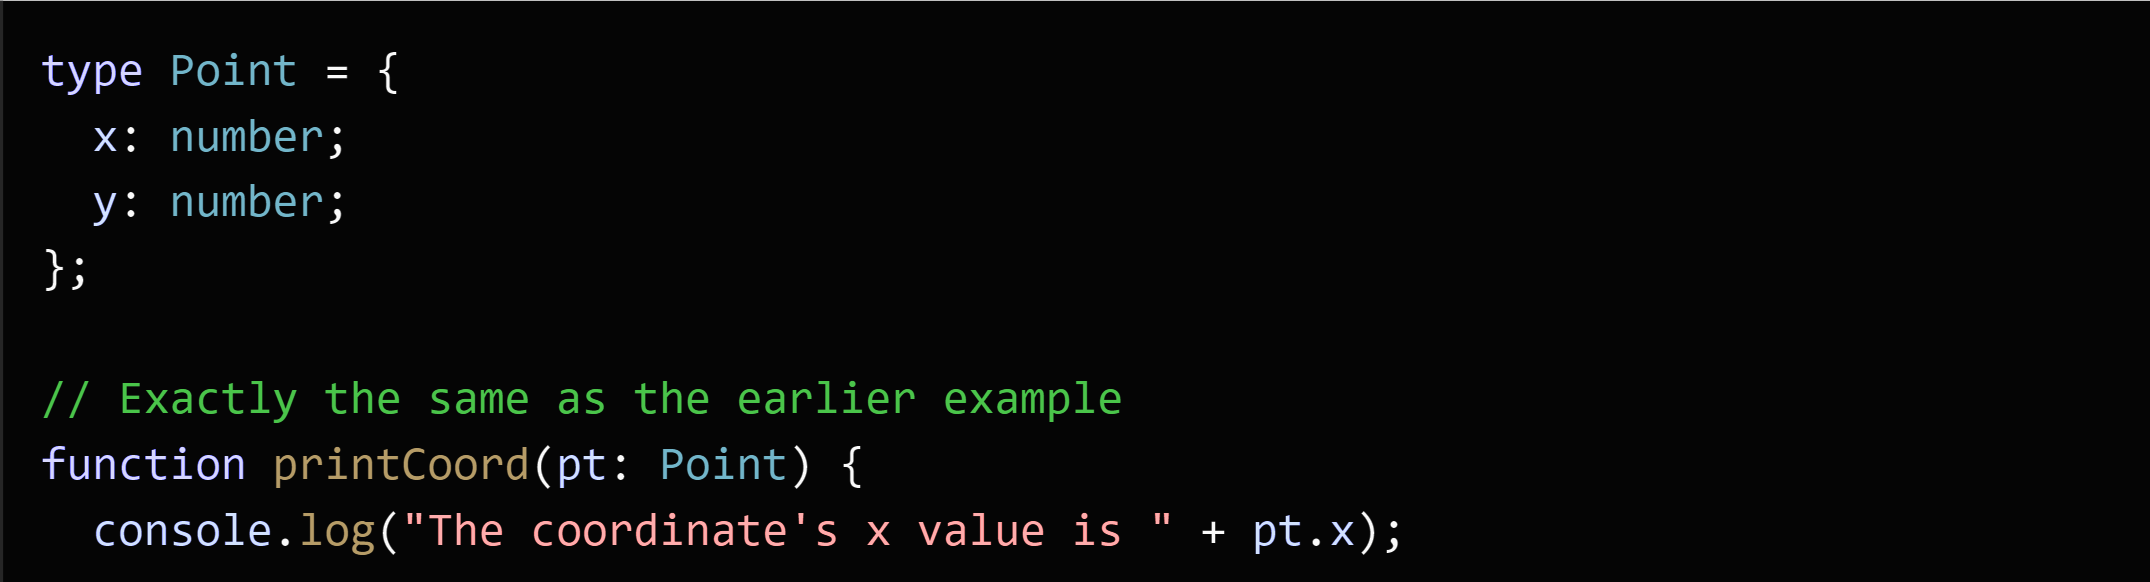 type Point = {
  x: number;
  y: number;
};

// Exactly the same as the earlier example
function printCoord(pt: Point) {
  console.log("The coordinate's x value is " + pt.x);